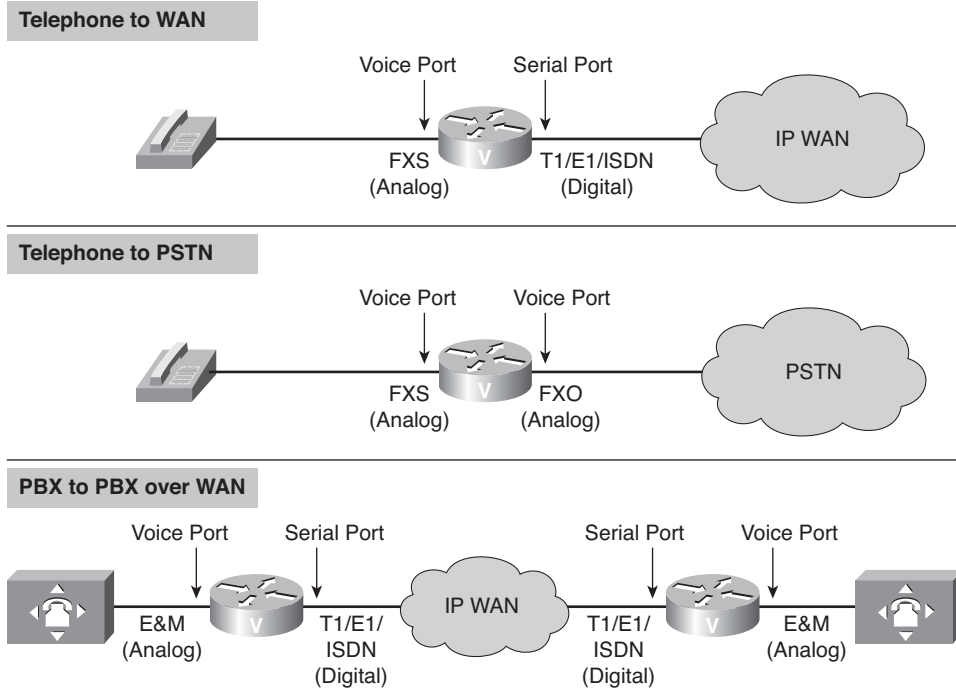 Telephone to WAN
Voice Port
Serial Port
V
FXS
(Analog)
T1/E1/ISDN
(Digital)
IP WAN
Telephone to PSTN
Voice Port
Voice Port
V
FXS
(Analog)
FXO
(Analog)
PSTN
PBX to PBX over WAN
Voice Port
Serial Port
Serial Port
Voice Port
E&M
(Analog)
V
T1/E1/
ISDN
(Digital)
IP WAN
T1/E1/
ISDN
(Digital)
V
E&M
(Analog)